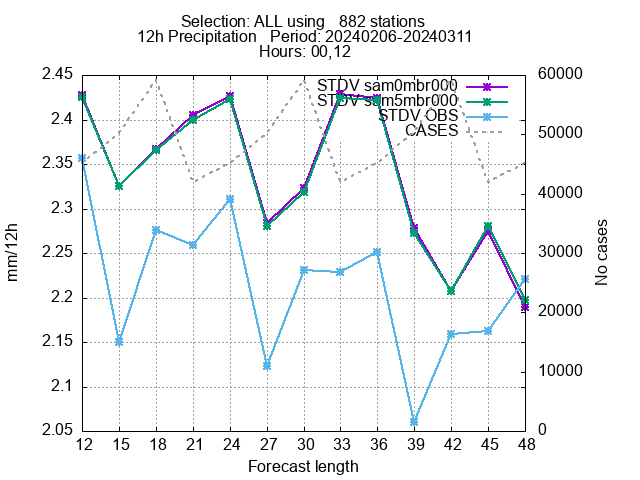 Selection: ALL using   882 stations
12h Precipitation   Period: 20240206-20240311
Hours: 00,12
STDV sam0mbr000
STDV sam5mbr000
STDV OBS
CASES
2.45
2.4
2.35
2.3
2.25
2.2
2.15
2.1
2.05
mm/12h
60000
50000
40000
30000
20000
10000
0
No cases
12 15 18 21 24 27 30 33 36 39 42 45 48
Forecast length